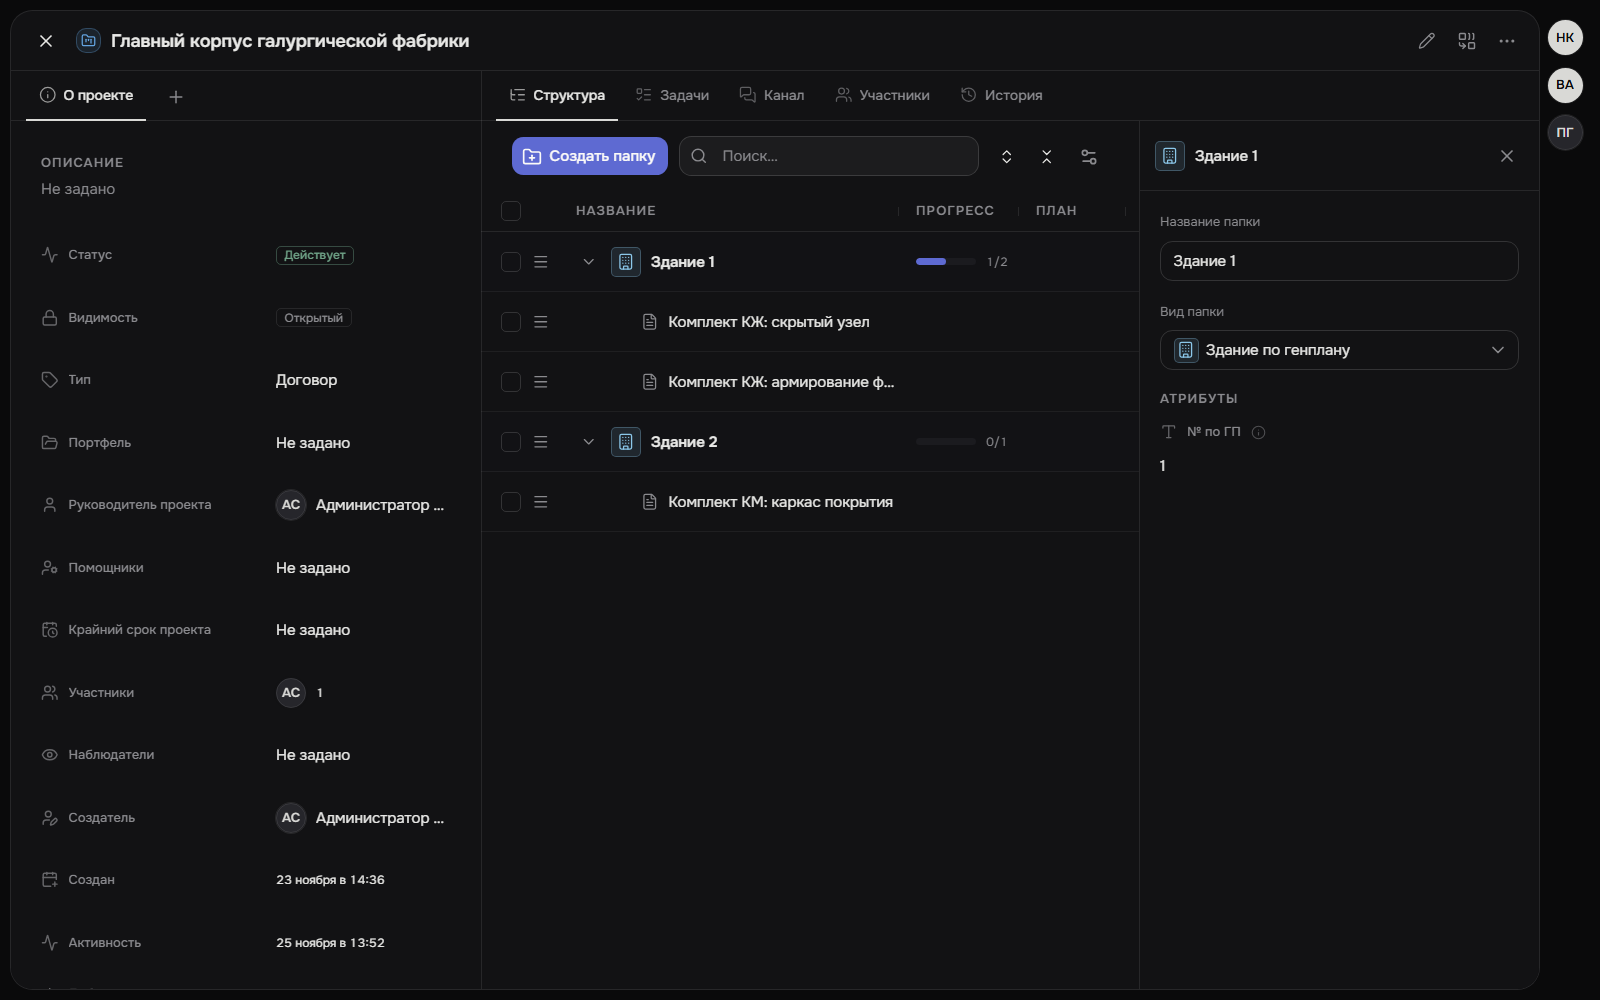 Главный корпус галургической фабрики
НК
ВА
ПГ
О проекте
Структура
Задачи
Канал
Участники
История
ОПИСАНИЕ
Не задано
Статус
Действует
Видимость
Открытый
Тип
Договор
Портфель
Не задано
Руководитель проекта
АС Администратор ...
Помощники
Не задано
Крайний срок проекта
Не задано
Участники
АС 1
Наблюдатели
Не задано
Создатель
АС Администратор ...
Создан
23 ноября в 14:36
Активность
25 ноября в 13:52
Создать папку
Поиск...
НАЗВАНИЕ
ПРОГРЕСС
ПЛАН
Здание 1
1/2
Комплект КЖ: скрытый узел
Комплект КЖ: армирование ф...
Здание 2
0/1
Комплект КМ: каркас покрытия
Здание 1
Название папки
Здание 1
Вид папки
Здание по генплану
АТРИБУТЫ
№ по ГП
1